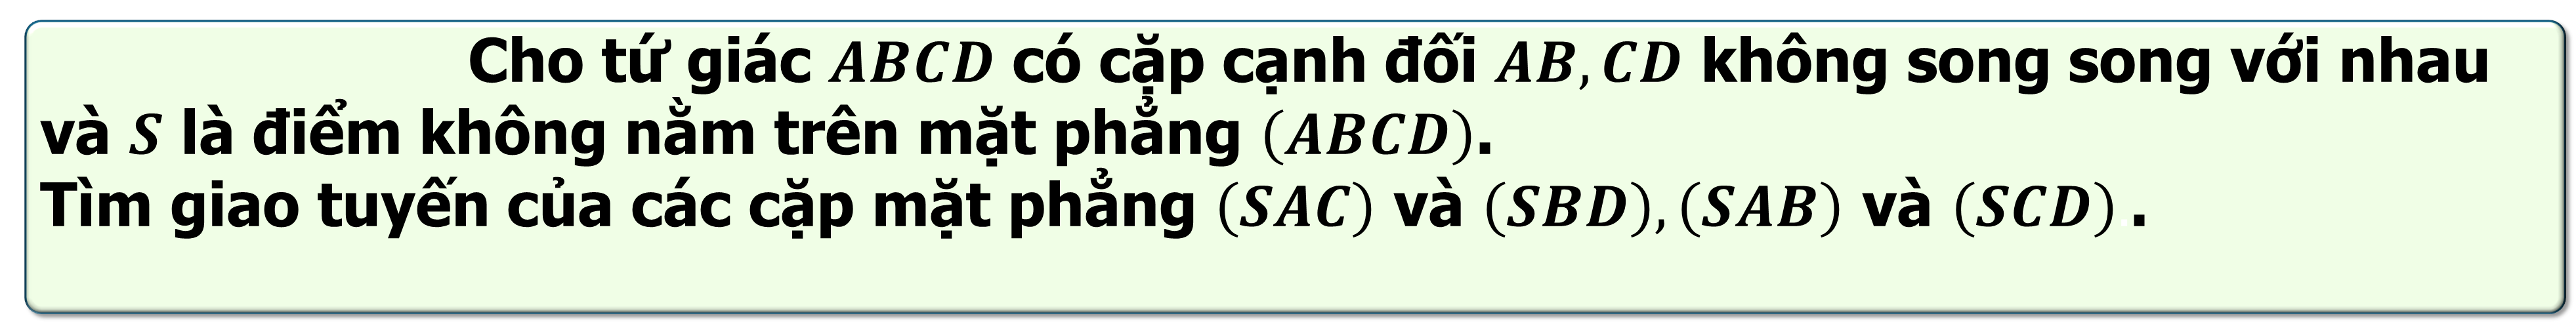 Cho tứ giác ABCD có cặp cạnh đối AB, CD không song song với nhau
và S là điểm không nằm trên mặt phẳng (ABCD).
Tìm giao tuyến của các cặp mặt phẳng (SAC) và (SBD), (SAB) và (SCD).